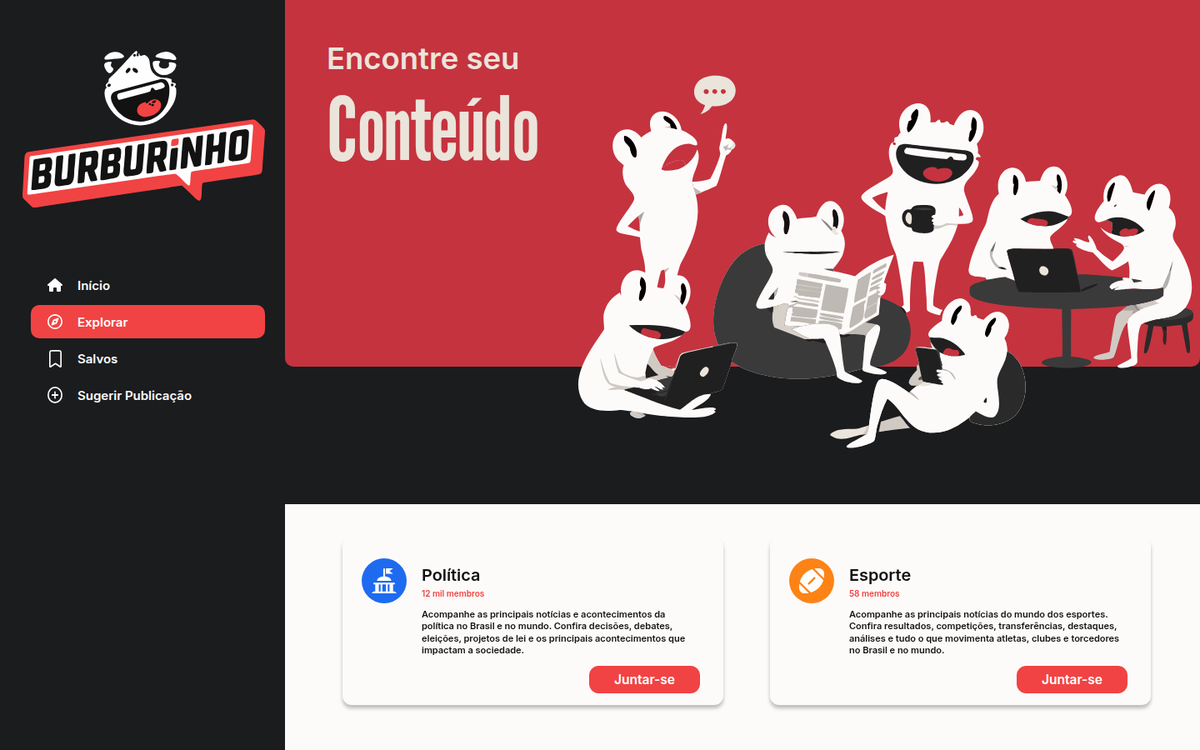 BURBURiNHO
Início
Explorar
Salvos
Sugerir Publicação
Encontre seu
Conteúdo
Política
12 mil membros
Acompanhe as principais notícias e acontecimentos da
política no Brasil e no mundo. Confira decisões, debates,
eleições, projetos de lei e os principais acontecimentos que
impactam a sociedade.
Juntar-se
Esporte
58 membros
Acompanhe as principais notícias do mundo dos esportes.
Confira resultados, competições, transferências, destaques,
análises e tudo o que movimenta atletas, clubes e torcedores
no Brasil e no mundo.
Juntar-se